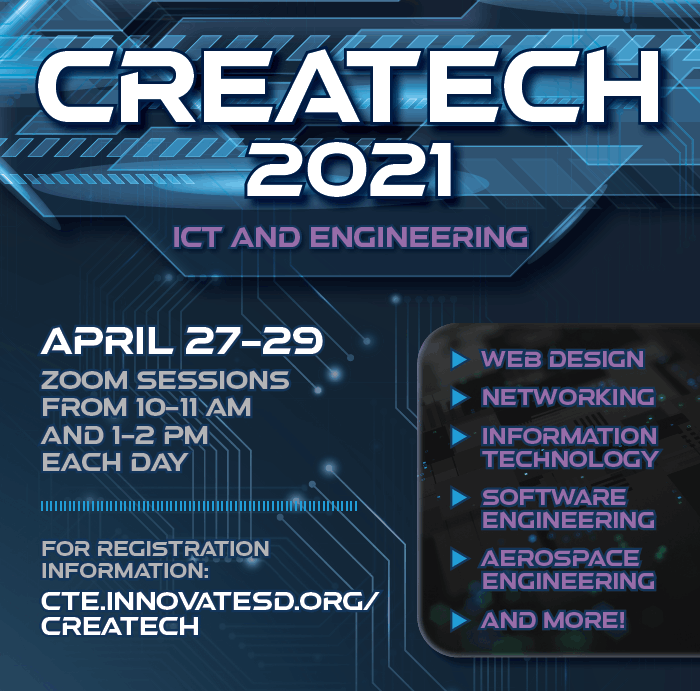 CREATECH
2021
ICT AND ENGINEERING
APRIL 27–29
ZOOM SESSIONS
FROM 10–11 AM
AND 1–2 PM
EACH DAY
FOR REGISTRATION
INFORMATION:
CTE.INNOVATESD.ORG/
CREATECH
WEB DESIGN
NETWORKING
INFORMATION
TECHNOLOGY
SOFTWARE
ENGINEERING
AEROSPACE
ENGINEERING
AND MORE!